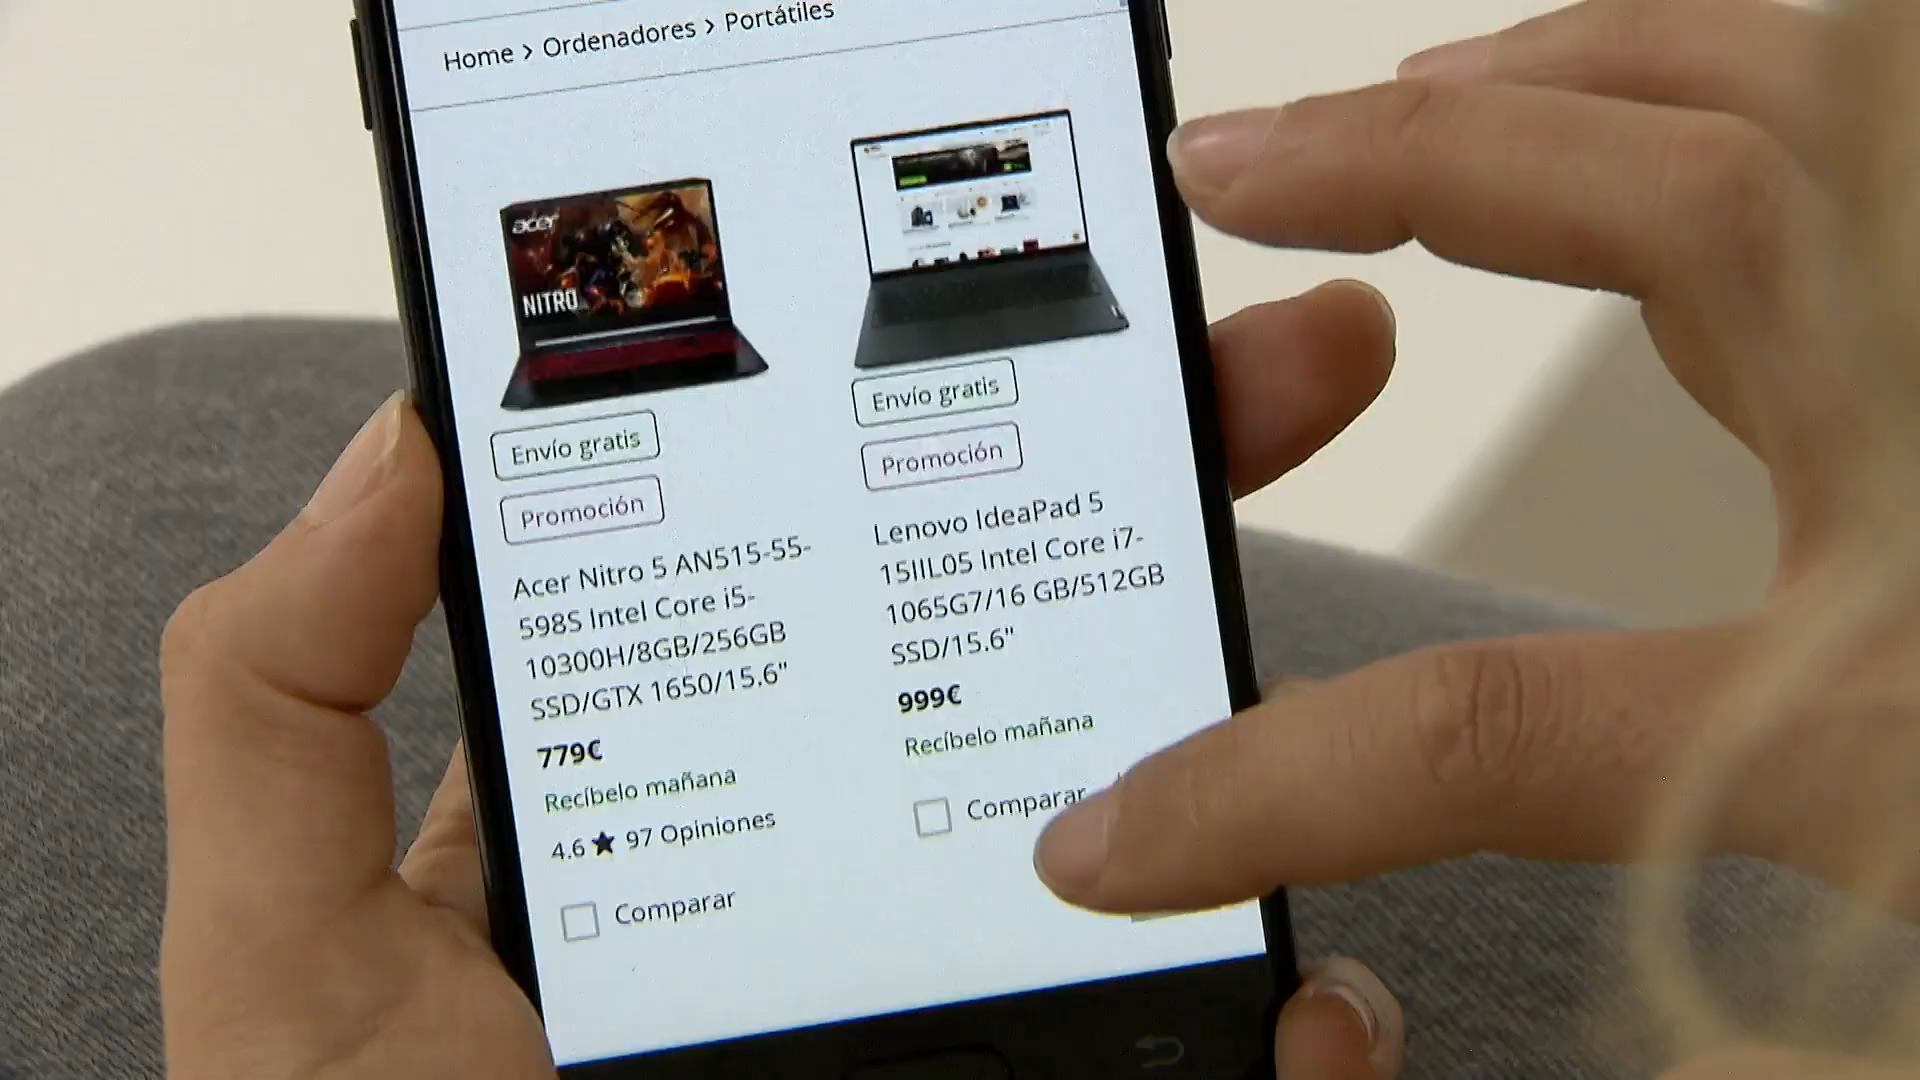 Home > Ordenadores > Portátiles
acer
NITRO
Envío gratis
Promoción
Acer Nitro 5 AN515-55-
598S Intel Core i5-
10300H/8GB/256GB
SSD/GTX 1650/15.6"
779€
Recíbelo mañana
4.6★ 97 Opiniones
Comparar
Envío gratis
Promoción
Lenovo IdeaPad 5
15IIL05 Intel Core i7-
1065G7/16 GB/512GB
SSD/15.6"
999€
Recíbelo mañana
Comparar